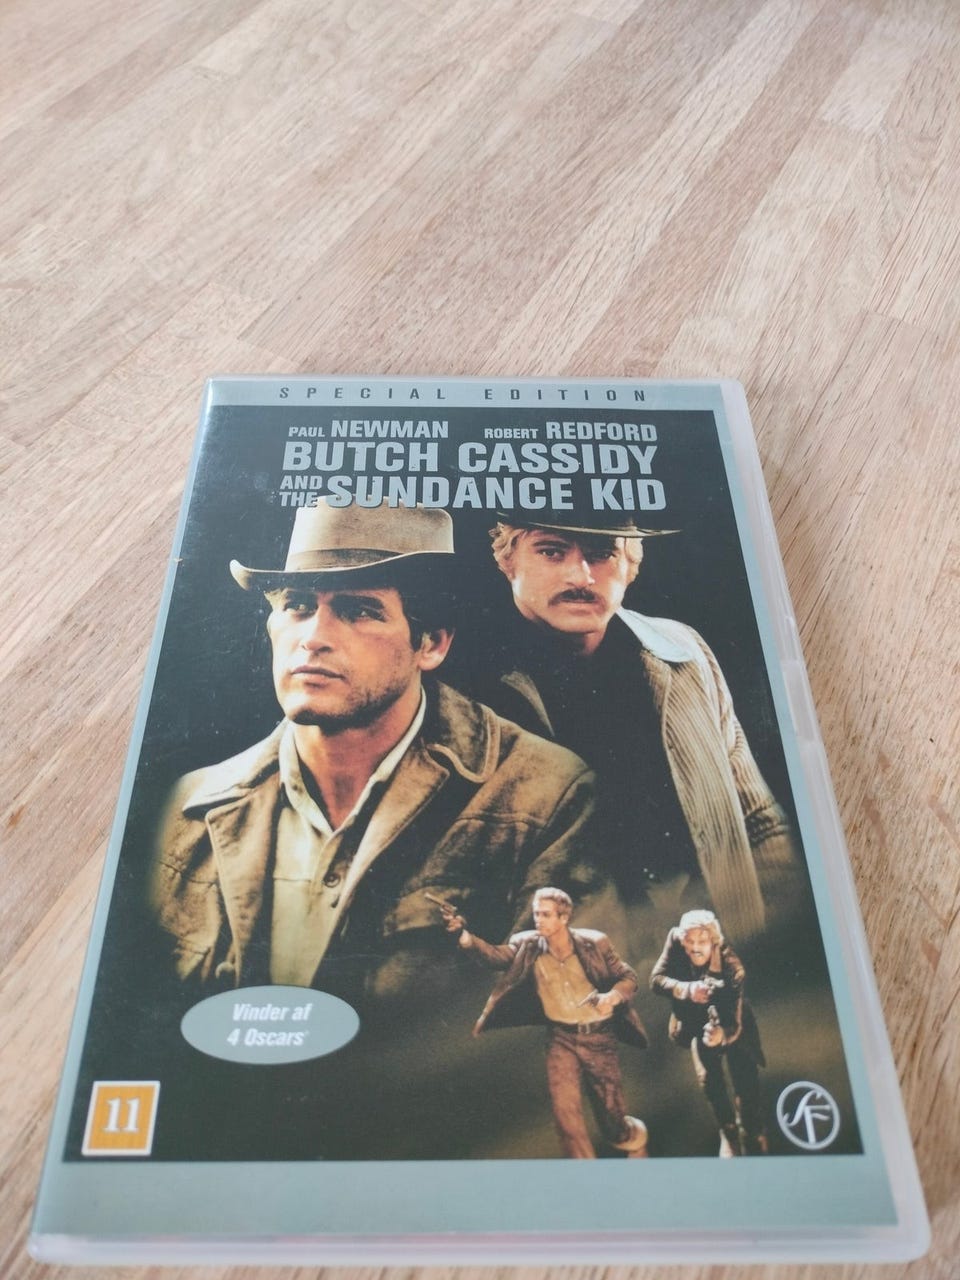 SPECIAL EDITION
PAUL NEWMAN ROBERT REDFORD
BUTCH CASSIDY
AND THE SUNDANCE KID
Vinder af
4 Oscars
11
SF